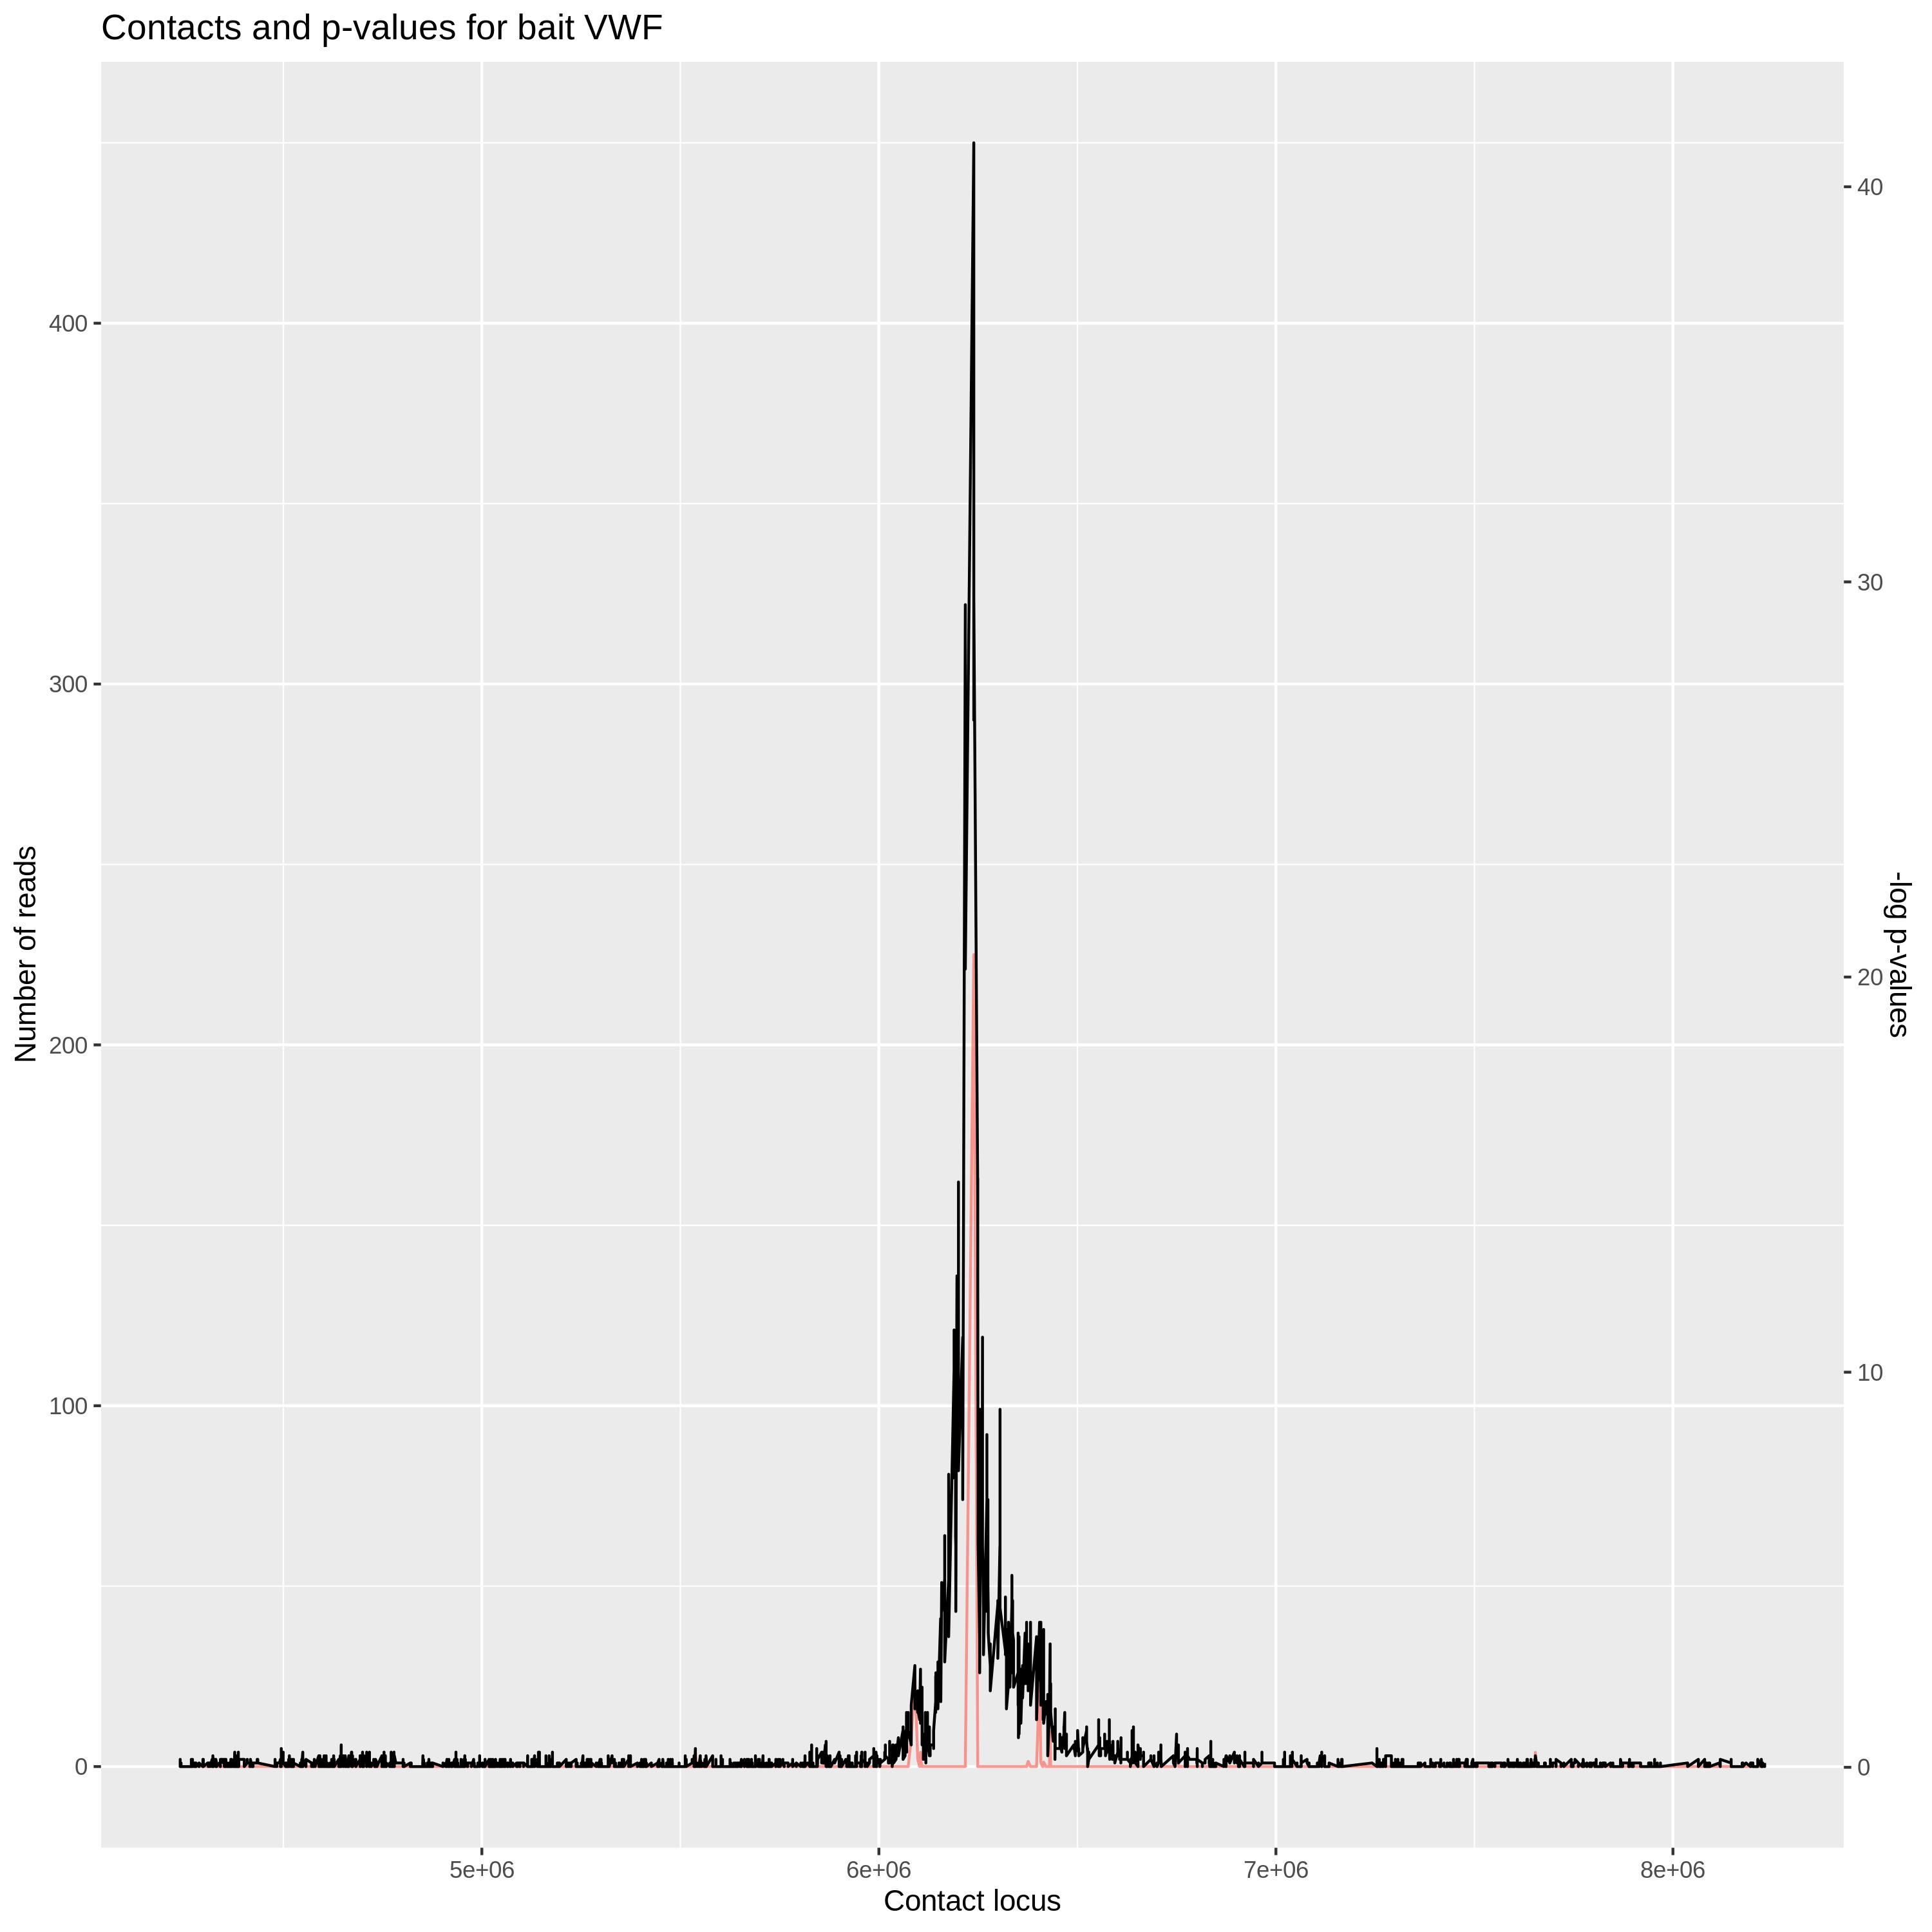 Contacts and p-values for bait VWF
Number of reads
400
300
200
100
0
40
30
20
10
0
-log p-values
5e+06 6e+06 7e+06 8e+06
Contact locus